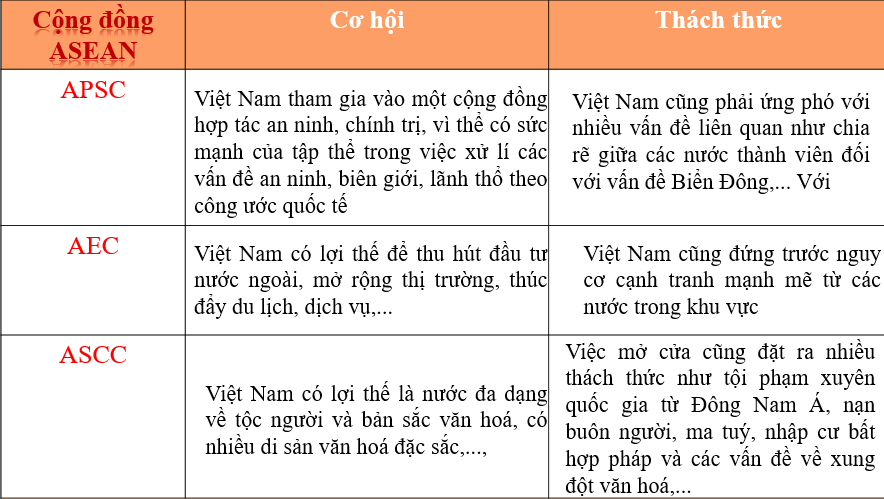 Cộng đồng
ASEAN
Cơ hội
Thách thức
APSC
Việt Nam tham gia vào một cộng đồng
hợp tác an ninh, chính trị, vì thể có sức
mạnh của tập thể trong việc xử lí các
vấn đề an ninh, biên giới, lãnh thổ theo
công ước quốc tế
Việt Nam cũng phải ứng phó với
nhiều vấn đề liên quan như chia
rẽ giữa các nước thành viên đối
với vấn đề Biển Đông,... Với
AEC
Việt Nam có lợi thế để thu hút đầu tư
nước ngoài, mở rộng thị trường, thúc
đẩy du lịch, dịch vụ,...
Việt Nam cũng đứng trước nguy
cơ cạnh tranh mạnh mẽ từ các
nước trong khu vực
ASCC
Việt Nam có lợi thế là nước đa dạng
về tộc người và bản sắc văn hoá, có
nhiều di sản văn hoá đặc sắc,...,
Việc mở cửa cũng đặt ra nhiều
thách thức như tội phạm xuyên
quốc gia từ Đông Nam Á, nạn
buôn người, ma tuý, nhập cư bất
hợp pháp và các vấn đề về xung
đột văn hoá,...